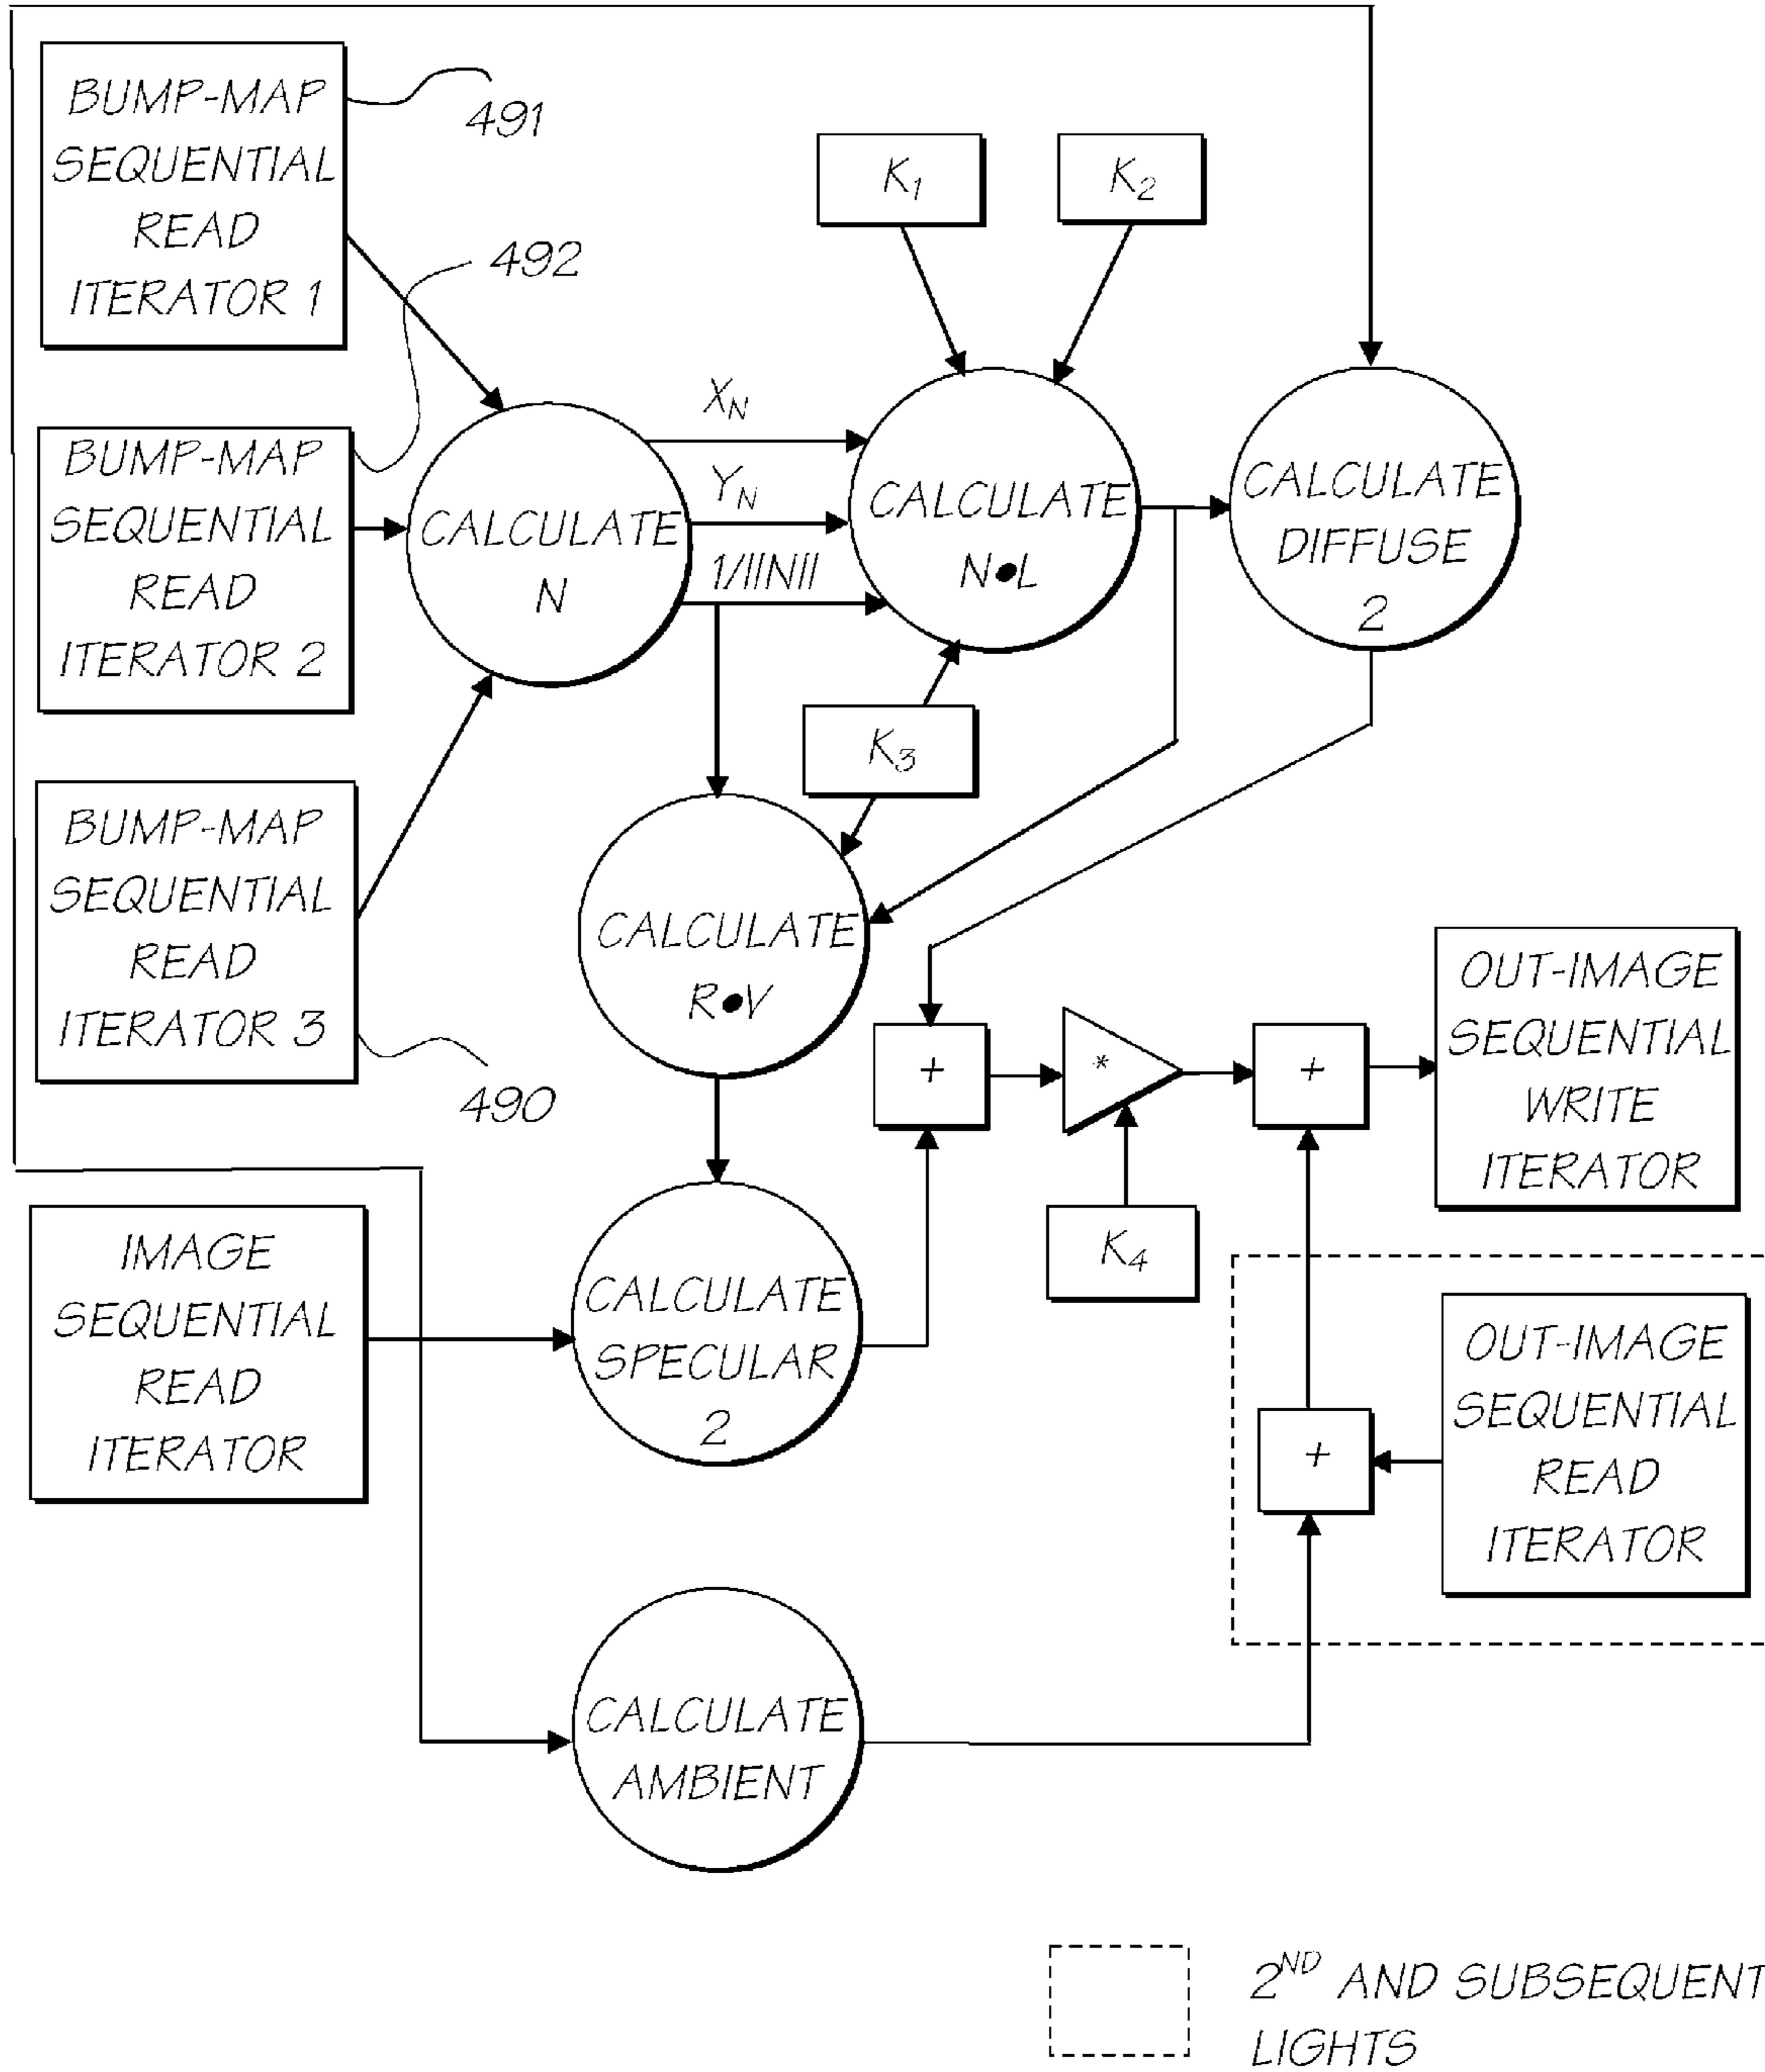 BUMP-MAP
SEQUENTIAL
READ
ITERATOR 1
491
492
K1
K2
BUMP-MAP
SEQUENTIAL
READ
ITERATOR 2
CALCULATE
N
XN
YN
1/||N||
CALCULATE
N•L
CALCULATE
DIFFUSE
2
K3
BUMP-MAP
SEQUENTIAL
READ
ITERATOR 3
490
CALCULATE
R•V
+
*
+
K4
OUT-IMAGE
SEQUENTIAL
WRITE
ITERATOR
IMAGE
SEQUENTIAL
READ
ITERATOR
CALCULATE
SPECULAR
2
+
OUT-IMAGE
SEQUENTIAL
READ
ITERATOR
CALCULATE
AMBIENT
2ND AND SUBSEQUENT
LIGHTS